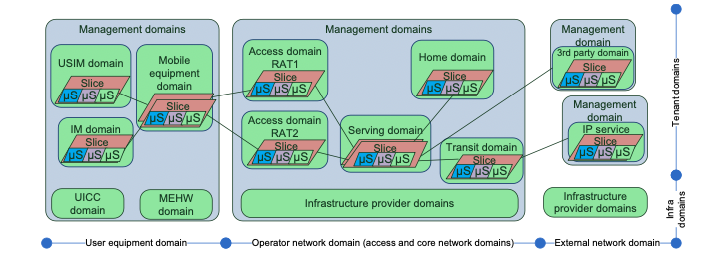 Management domains
USIM domain
Slice
µS µS µS
Mobile
equipment
domain
Slice
µS µS µS
IM domain
Slice
µS µS µS
UICC
domain
MEHW
domain
Management domains
Access domain
RAT1
Slice
µS µS µS
Access domain
RAT2
Slice
µS µS µS
Home domain
Slice
µS µS µS
Serving domain
Slice
µS µS µS
Transit domain
Slice
µS µS µS
Infrastructure provider domains
Management
domain
3rd party domain
Slice
µS µS µS
Management
domain
IP service
Slice
µS µS µS
Infrastructure
provider domains
Tenant domains
Infra
domains
User equipment domain
Operator network domain (access and core network domains)
External network domain